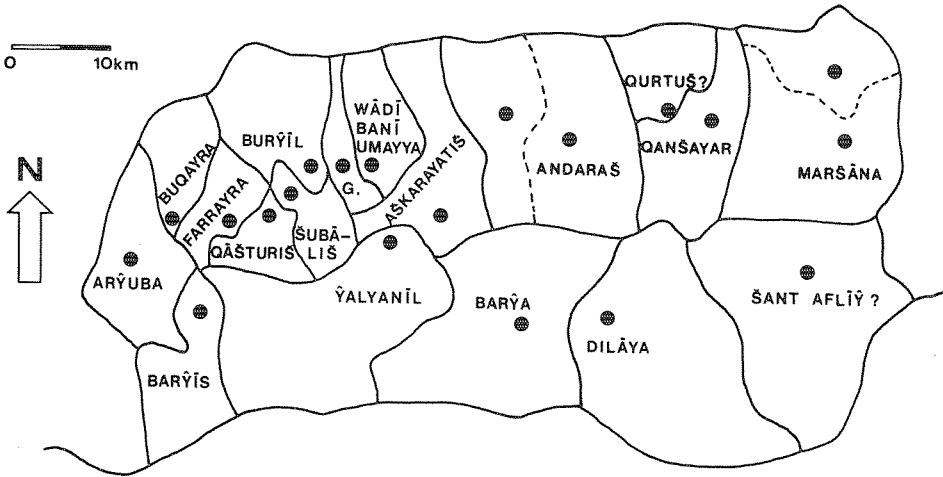 0 10km
N
QURTUŠ?
WÂDĪ
BANĪ
UMAYYA
BURŶĪL
QANŠAYAR
ANDARAŠ
MARŠĀNA
BUQAYRA
FARRAYRA
G.
AŠKARAYATIŠ
ŠUBĀ-
LIŠ
QĀŠTURIŠ
ARŶUBA
ŶALYANĪL
BARŶA
ŠANT AFLĪŶ ?
DILĀYA
BARŶĪS